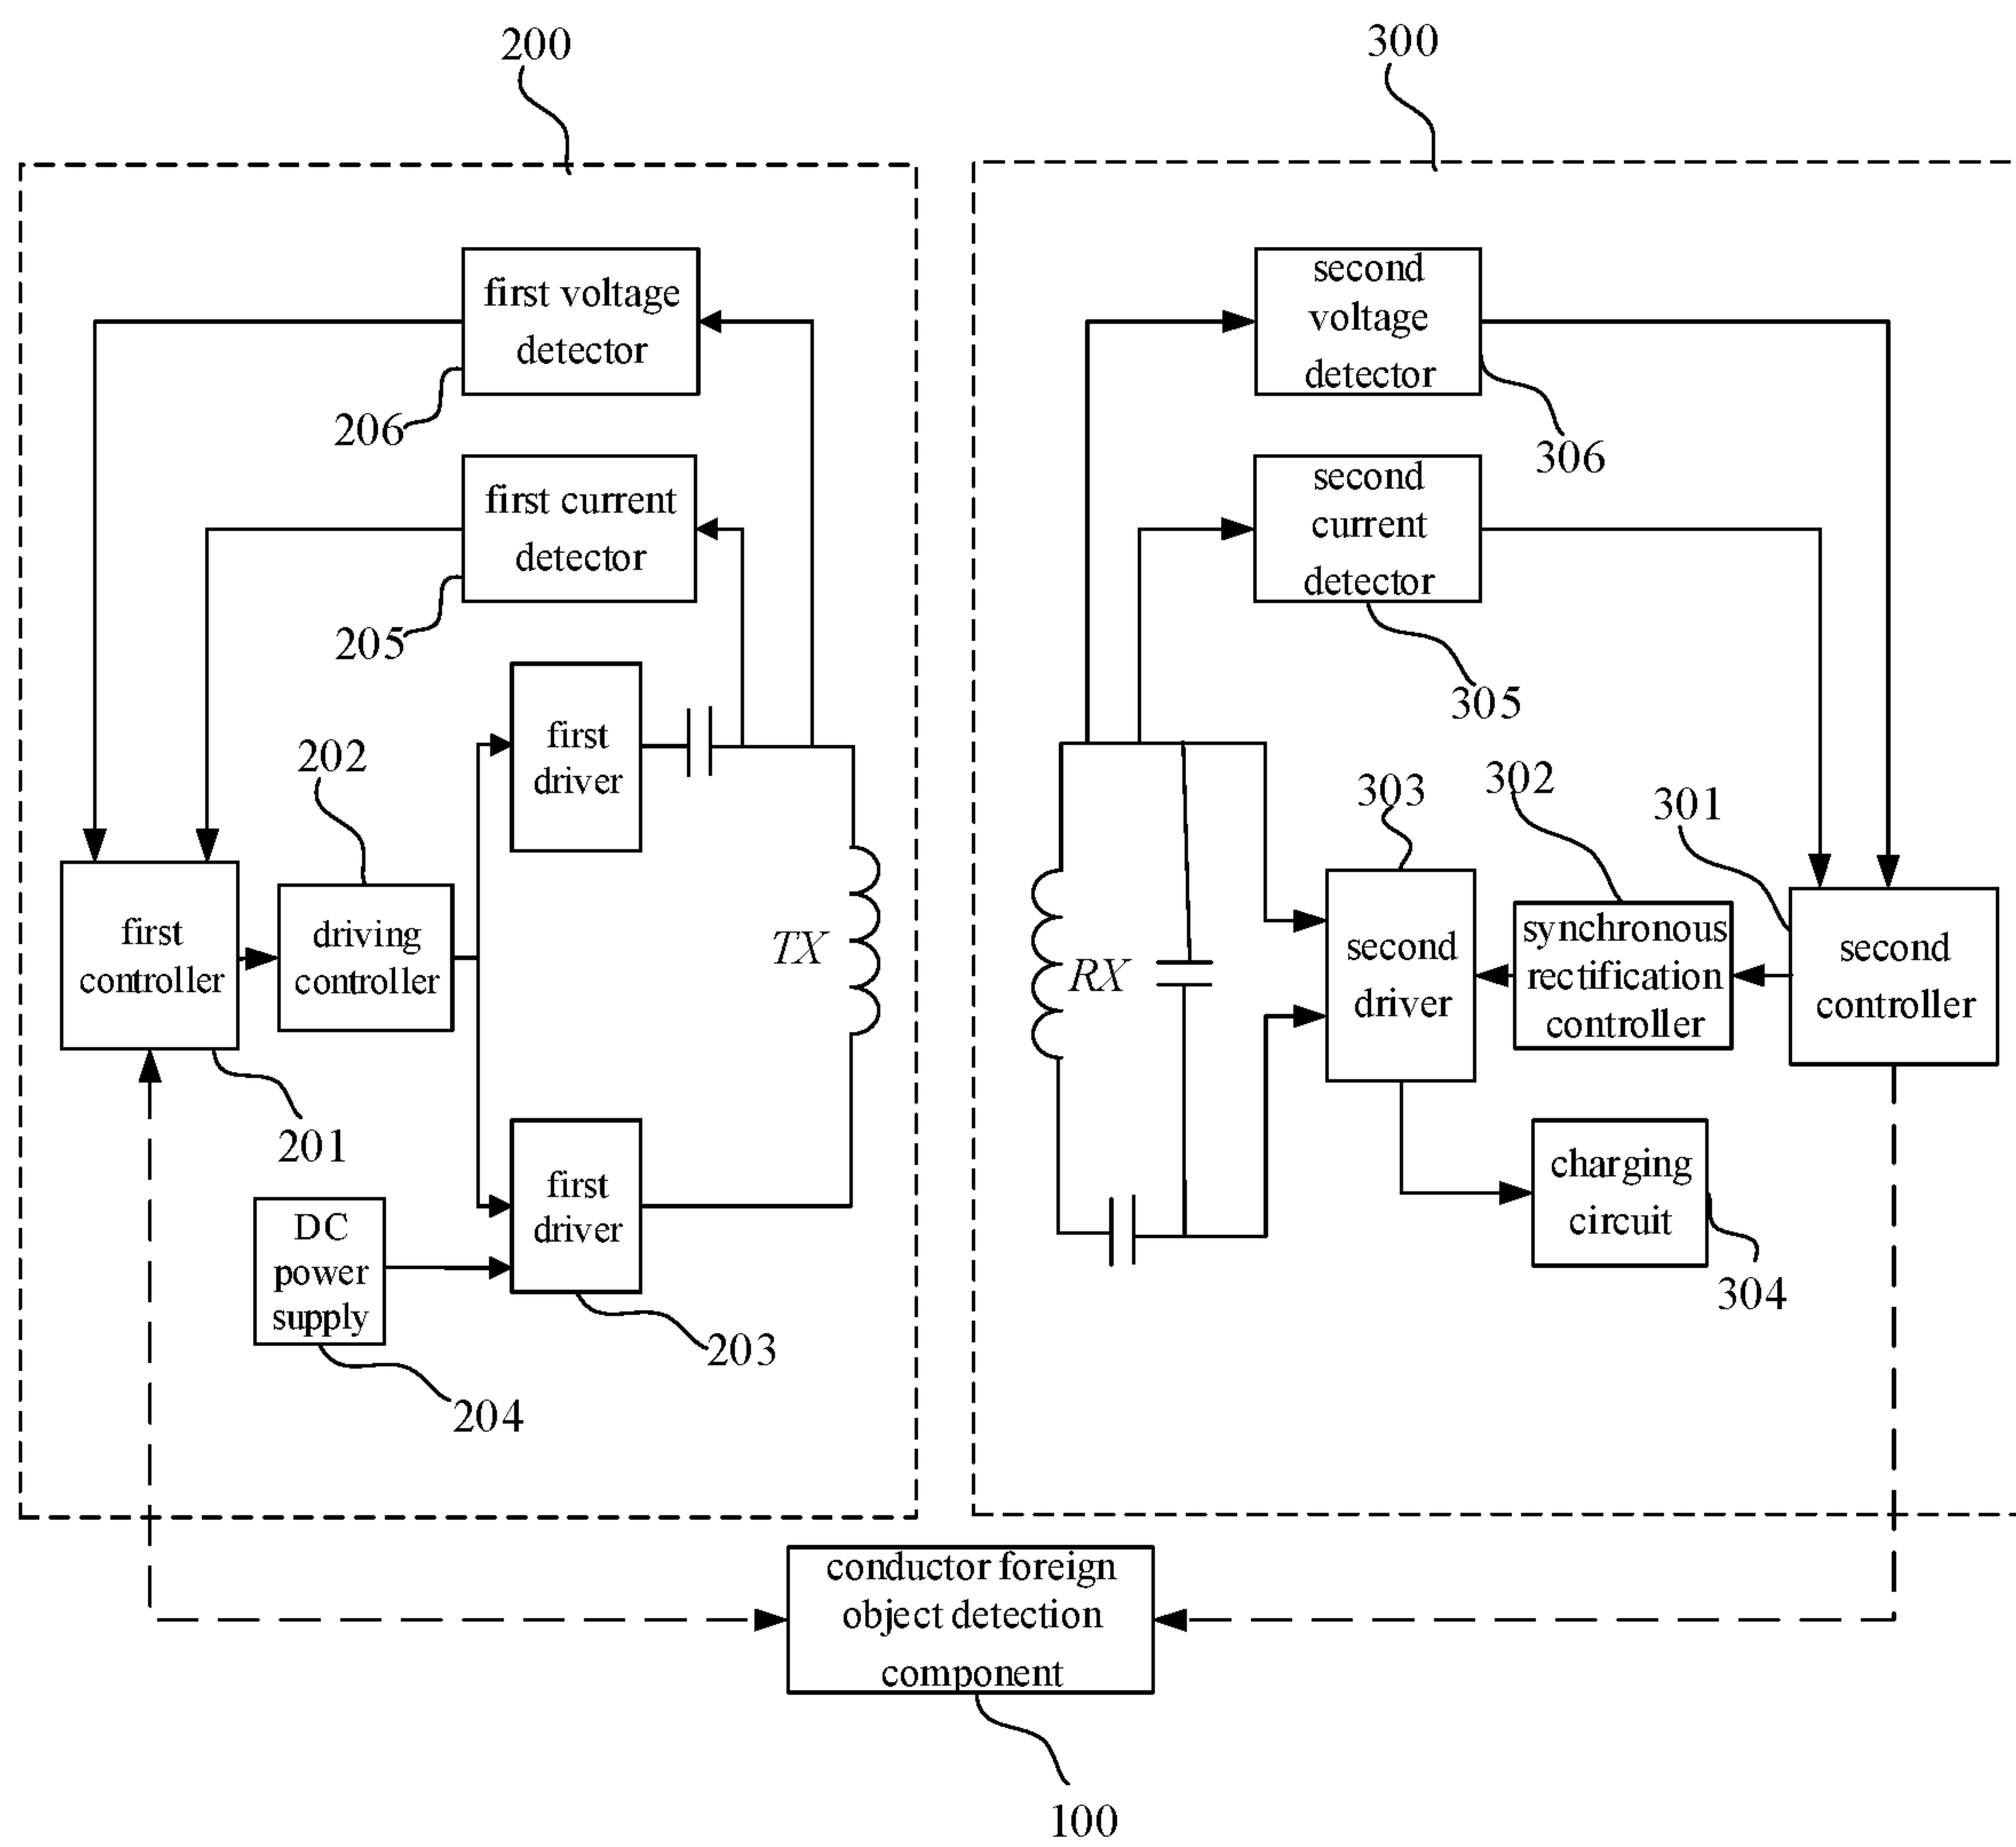 200
300
first voltage
detector
206
first current
detector
205
second
voltage
detector
306
second
current
detector
305
202
first
driver
first
controller
driving
controller
TX
201
first
driver
DC
power
supply
203
204
303
302
301
RX
second
driver
synchronous
rectification
controller
second
controller
charging
circuit
304
conductor foreign
object detection
component
100